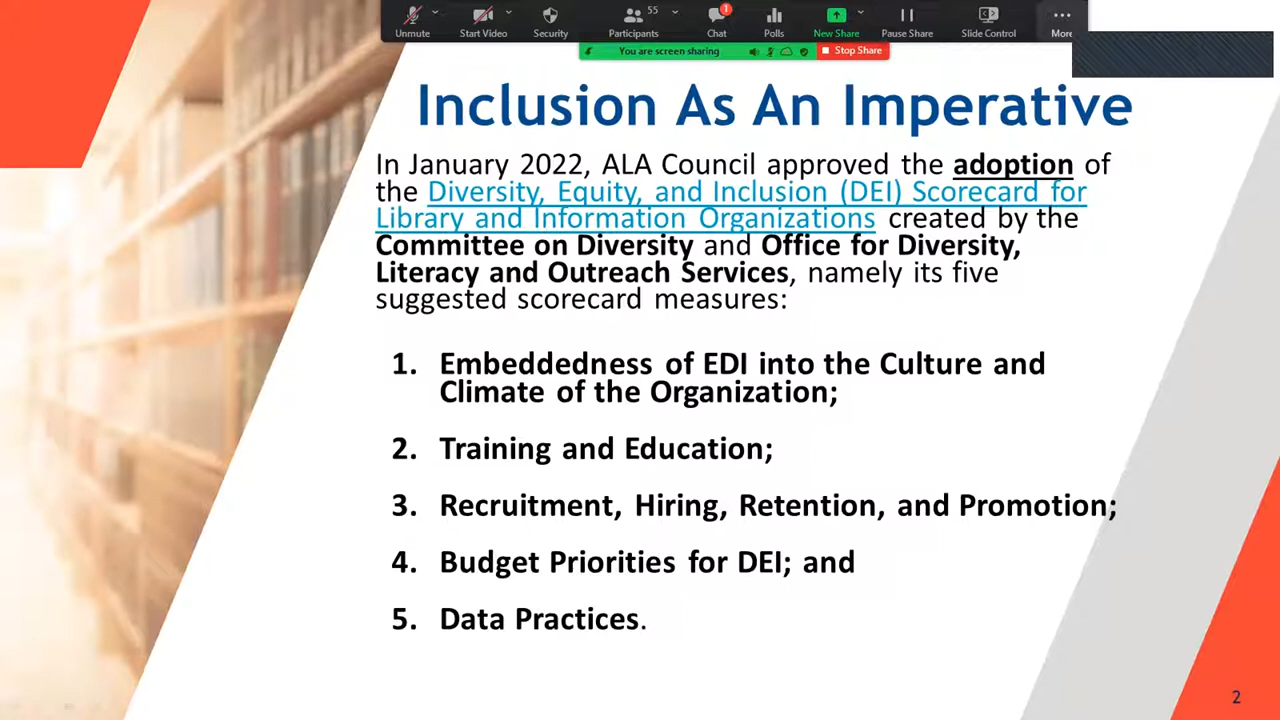 55
1
Unmute Start Video Security Participants Chat Polls New Share Pause Share Slide Control More
You are screen sharing Stop Share
Inclusion As An Imperative
In January 2022, ALA Council approved the adoption of
the Diversity, Equity, and Inclusion (DEI) Scorecard for
Library and Information Organizations created by the
Committee on Diversity and Office for Diversity,
Literacy and Outreach Services, namely its five
suggested scorecard measures:
1. Embeddedness of EDI into the Culture and
Climate of the Organization;
2. Training and Education;
3. Recruitment, Hiring, Retention, and Promotion;
4. Budget Priorities for DEI; and
5. Data Practices.
2